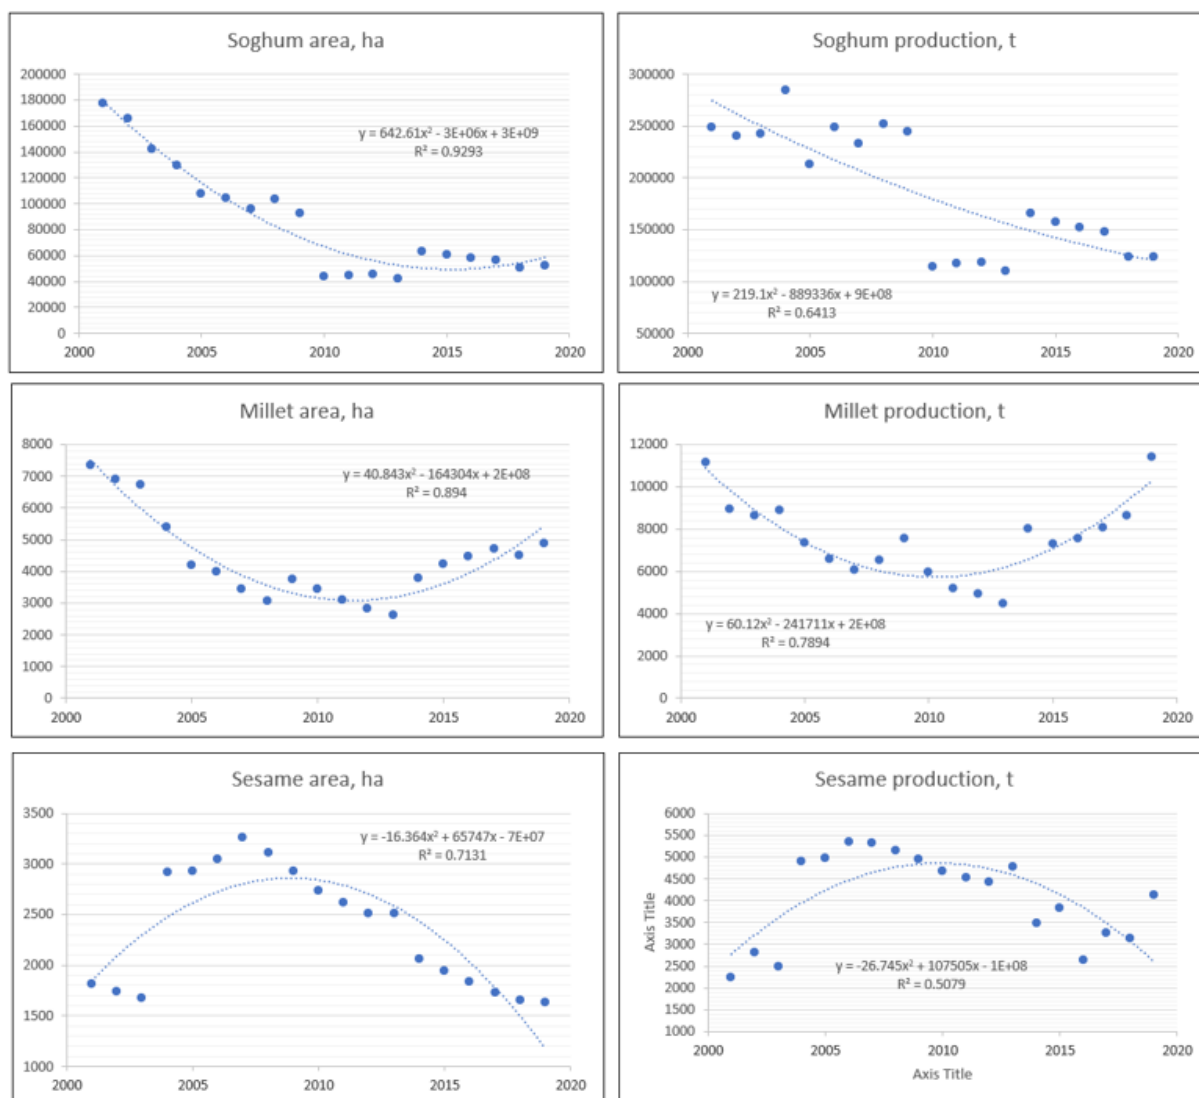 Soghum area, ha
200000
180000
160000
140000
120000
100000
80000
60000
40000
20000
0
y = 642.61x² - 3E+06x + 3E+09
R² = 0.9293
2000 2005 2010 2015 2020
Soghum production, t
300000
250000
200000
150000
100000
50000
y = 219.1x² - 889336x + 9E+08
R² = 0.6413
2000 2005 2010 2015 2020
Millet area, ha
8000
7000
6000
5000
4000
3000
2000
1000
0
y = 40.843x² - 164304x + 2E+08
R² = 0.894
2000 2005 2010 2015 2020
Millet production, t
12000
10000
8000
6000
4000
2000
0
y = 60.12x² - 241711x + 2E+08
R² = 0.7894
2000 2005 2010 2015 2020
Sesame area, ha
3500
3000
2500
2000
1500
1000
y = -16.364x² + 65747x - 7E+07
R² = 0.7131
2000 2005 2010 2015 2020
Sesame production, t
6000
5500
5000
4500
4000
3500
3000
2500
2000
1500
1000
Axis Title
y = -26.745x² + 107505x - 1E+08
R² = 0.5079
2000 2005 2010 2015 2020
Axis Title